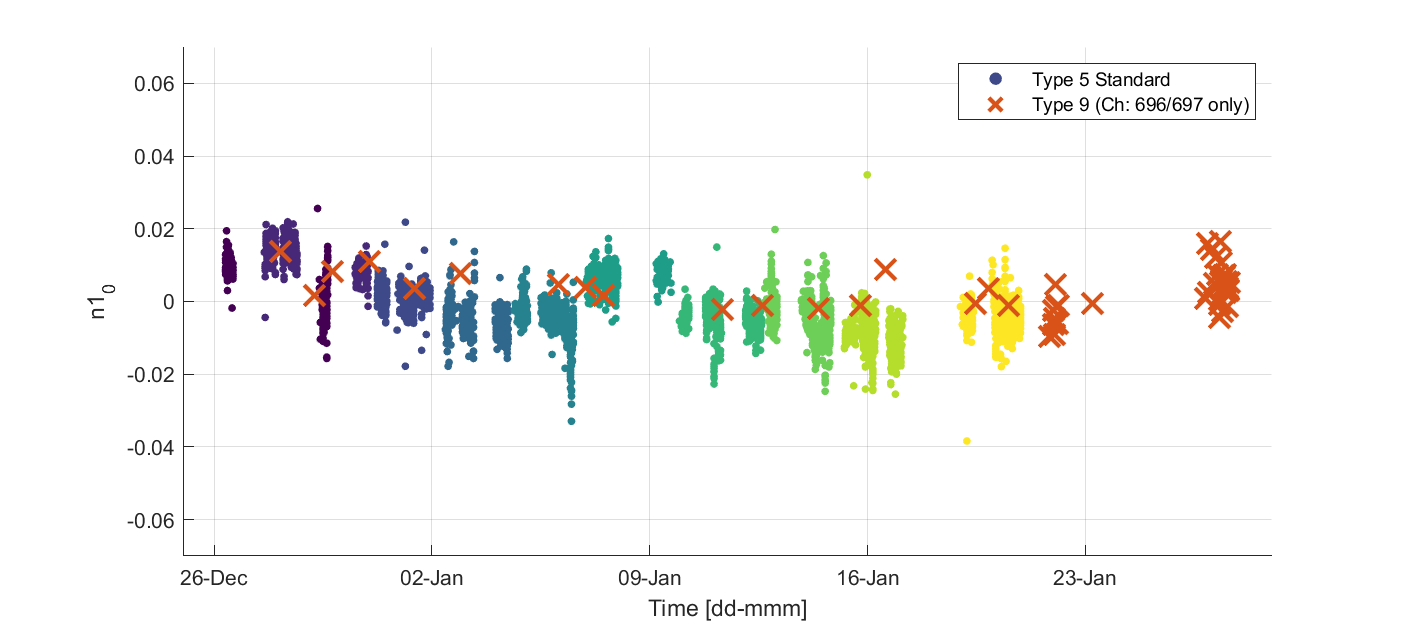 Type 5 Standard
Type 9 (Ch: 696/697 only)
0.06
0.04
0.02
0
-0.02
-0.04
-0.06
n1₀
26-Dec 02-Jan 09-Jan 16-Jan 23-Jan
Time [dd-mmm]